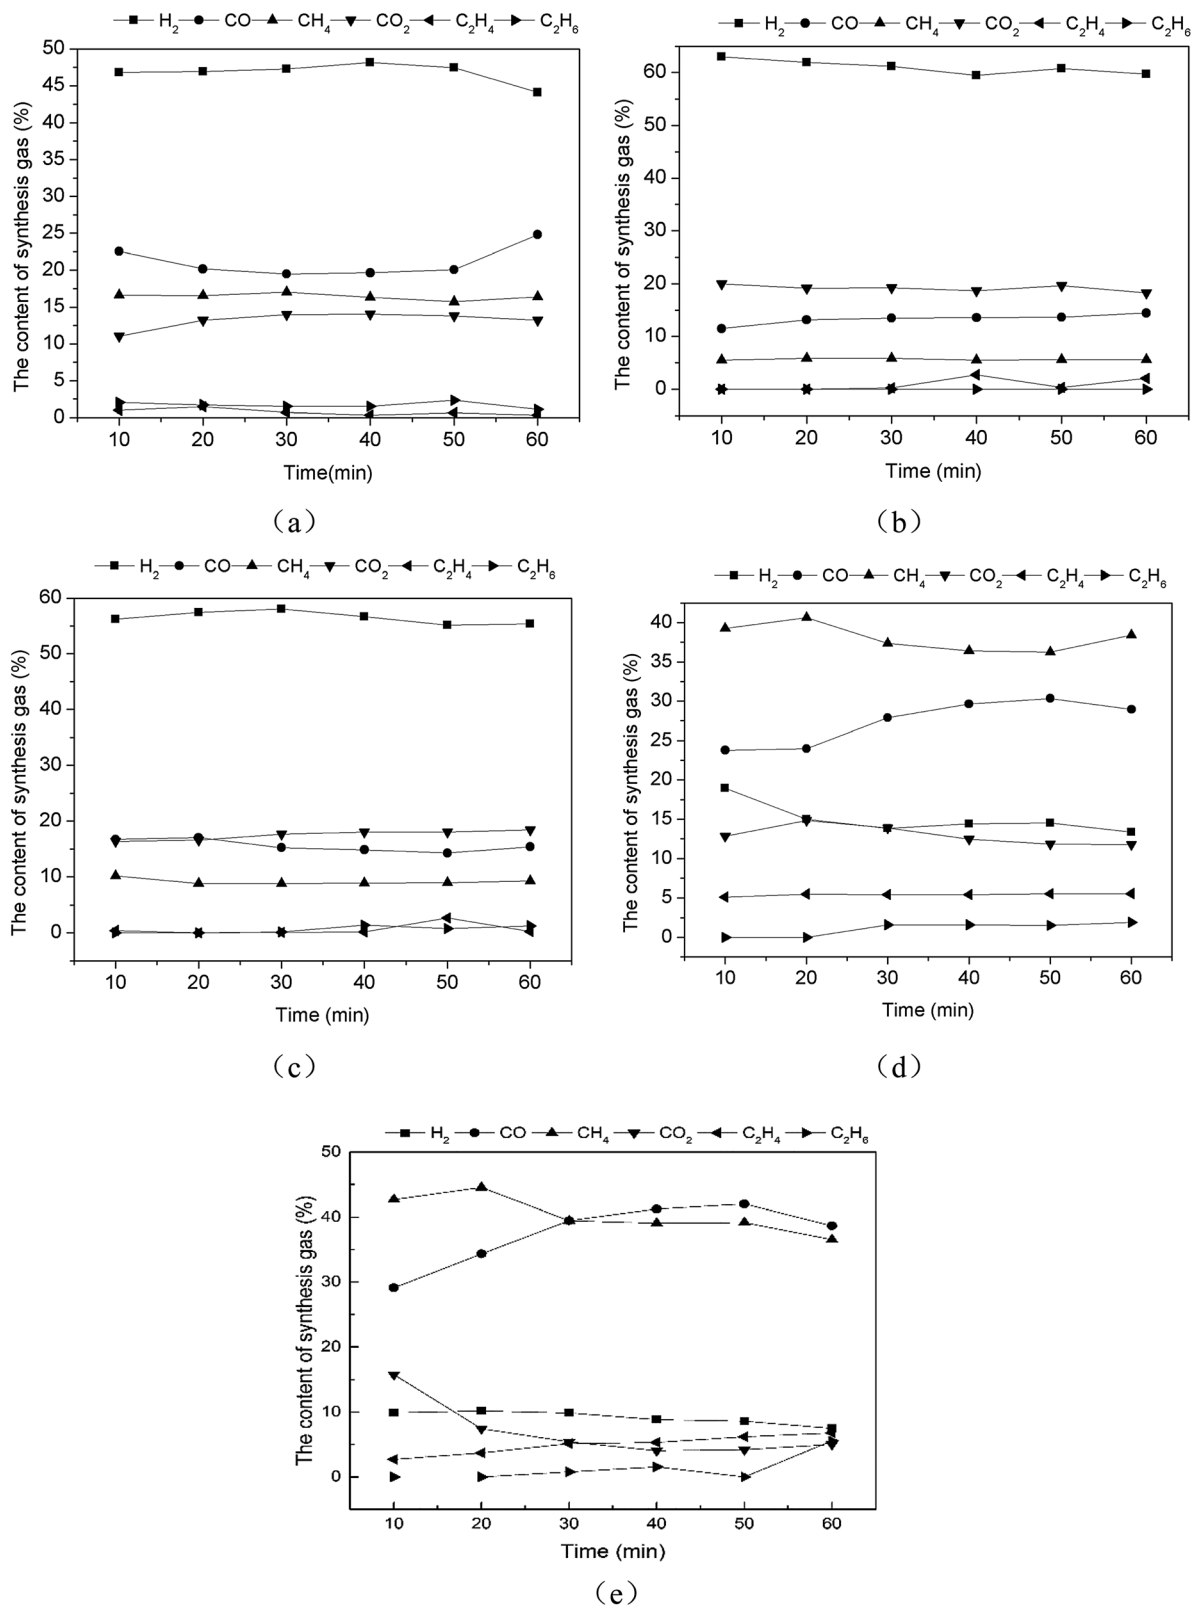 H2 CO CH4 CO2 C2H4 C2H6
50
45
40
35
30
25
20
15
10
5
0
The content of synthesis gas (%)
10 20 30 40 50 60
Time(min)
（a）
H2 CO CH4 CO2 C2H4 C2H6
60
50
40
30
20
10
0
The content of synthesis gas (%)
10 20 30 40 50 60
Time (min)
（b）
H2 CO CH4 CO2 C2H4 C2H6
60
50
40
30
20
10
0
The content of synthesis gas (%)
10 20 30 40 50 60
Time (min)
（c）
H2 CO CH4 CO2 C2H4 C2H6
40
35
30
25
20
15
10
5
0
The content of synthesis gas (%)
10 20 30 40 50 60
Time (min)
（d）
H2 CO CH4 CO2 C2H4 C2H6
50
40
30
20
10
0
The content of synthesis gas (%)
10 20 30 40 50 60
Time (min)
（e）